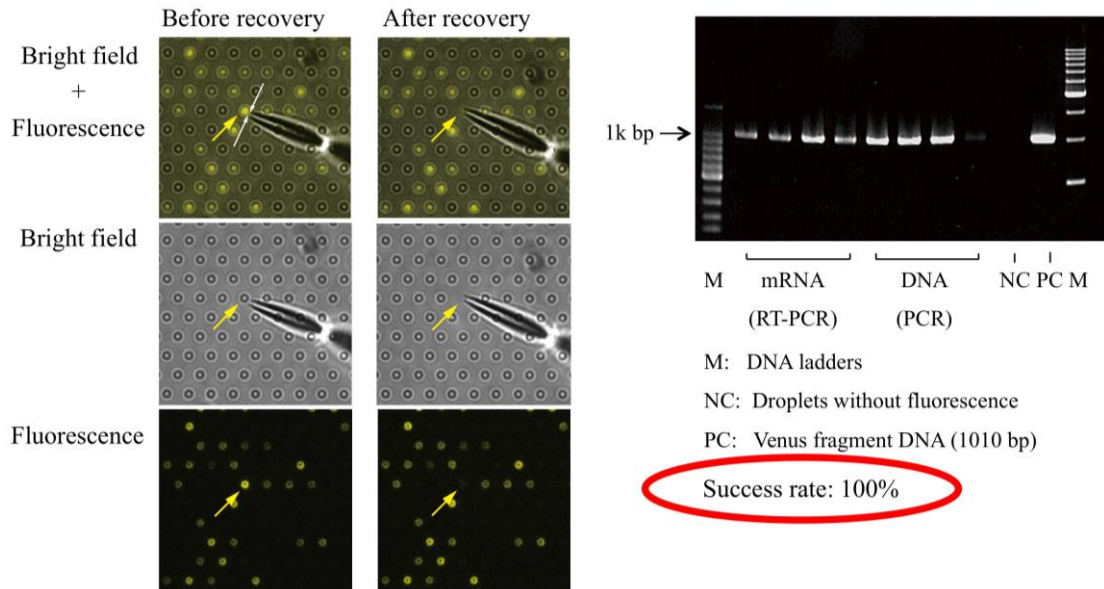 Before recovery
After recovery
Bright field
+
Fluorescence
Bright field
Fluorescence
1k bp
M
mRNA
DNA
NC PC M
(RT-PCR)
(PCR)
M: DNA ladders
NC: Droplets without fluorescence
PC: Venus fragment DNA (1010 bp)
Success rate: 100%